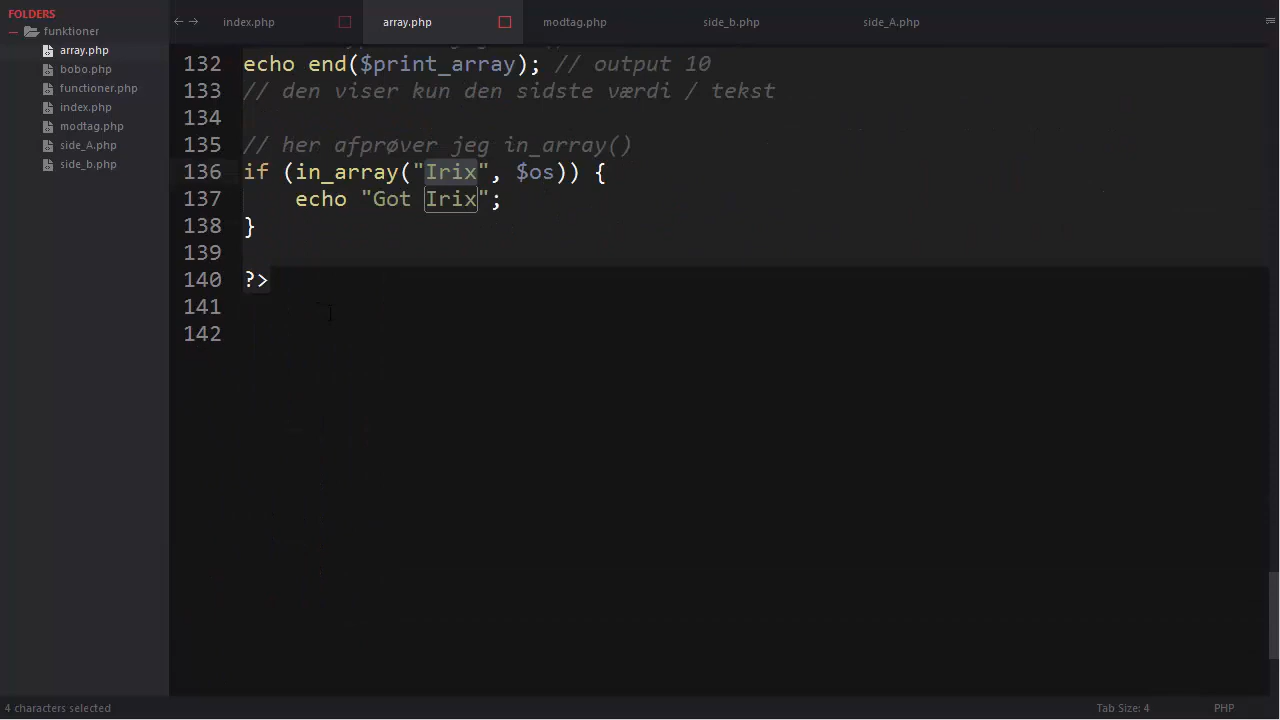 FOLDERS
funktioner
array.php
bobo.php
functioner.php
index.php
modtag.php
side_A.php
side_b.php
index.php
array.php
modtag.php
side_b.php
side_A.php
132 echo end($print_array); // output 10
133 // den viser kun den sidste værdi / tekst
134
135 // her afprøver jeg in_array()
136 if (in_array("Irix", $os)) {
137 echo "Got Irix";
138 }
139
140 ?>
141
142
4 characters selected
Tab Size: 4
PHP